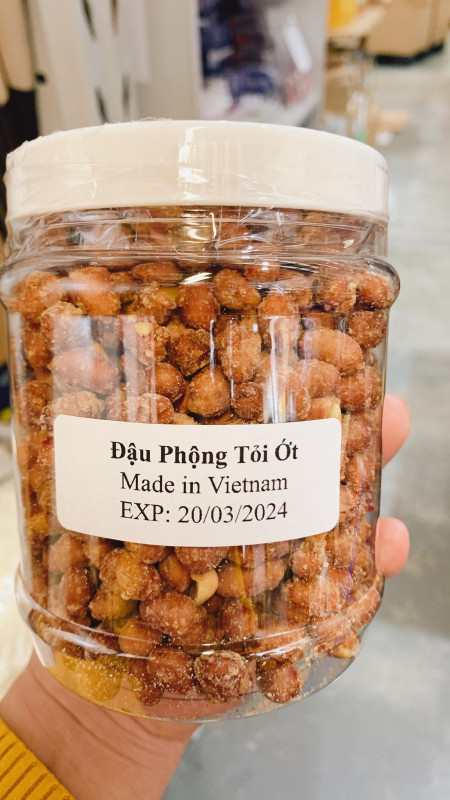 Đậu Phộng Tỏi Ớt
Made in Vietnam
EXP: 20/03/2024